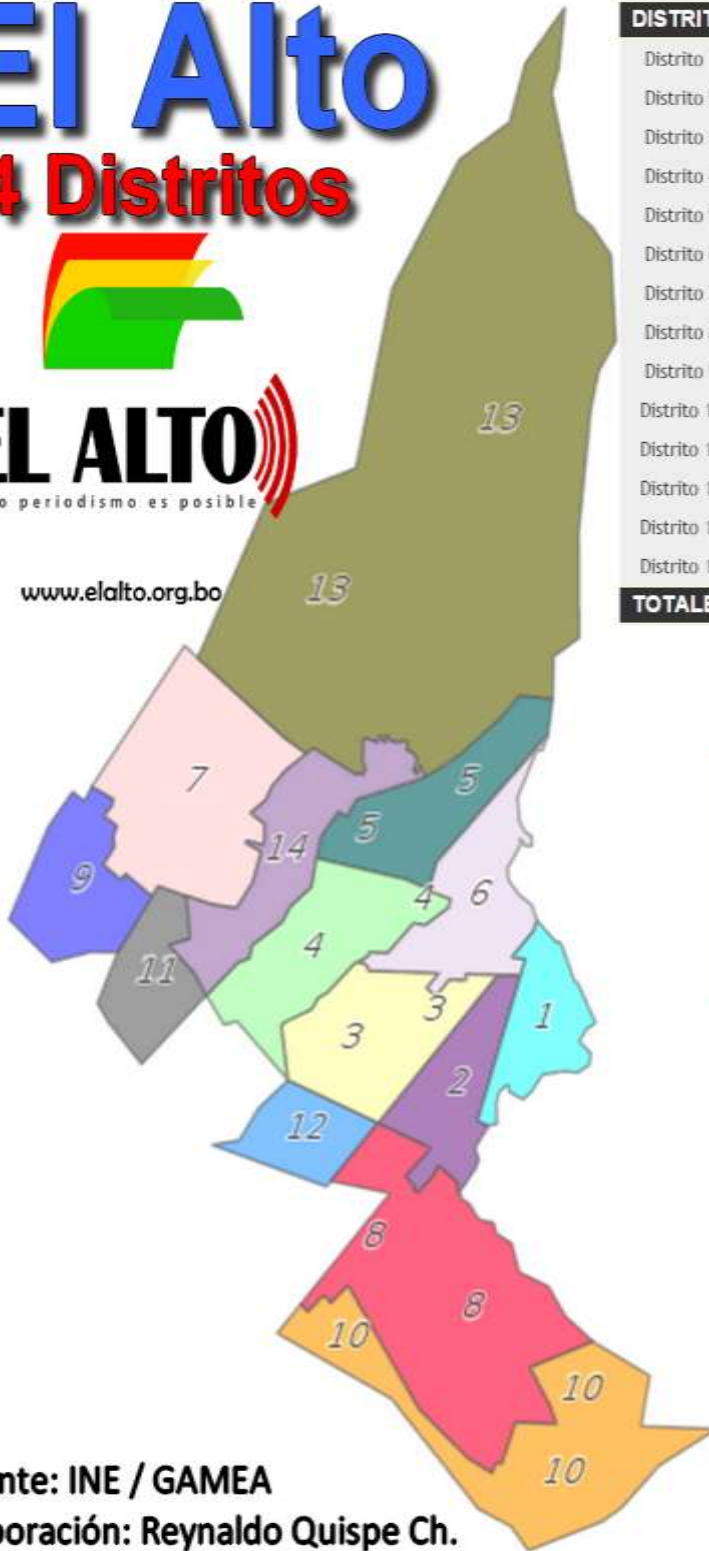 El Alto
4 Distritos
EL ALTO
o periodismo es posible
www.elalto.org.bo
DISTRIT
Distrito
Distrito
Distrito
Distrito
Distrito
Distrito
Distrito
Distrito
Distrito
Distrito 1
Distrito 1
Distrito 1
Distrito 1
Distrito 1
TOTALE
13
13
7
5
5
14
9
4
6
4
11
3
3
1
2
12
8
8
10
10
10
nte: INE / GAMEA
boración: Reynaldo Quispe Ch.